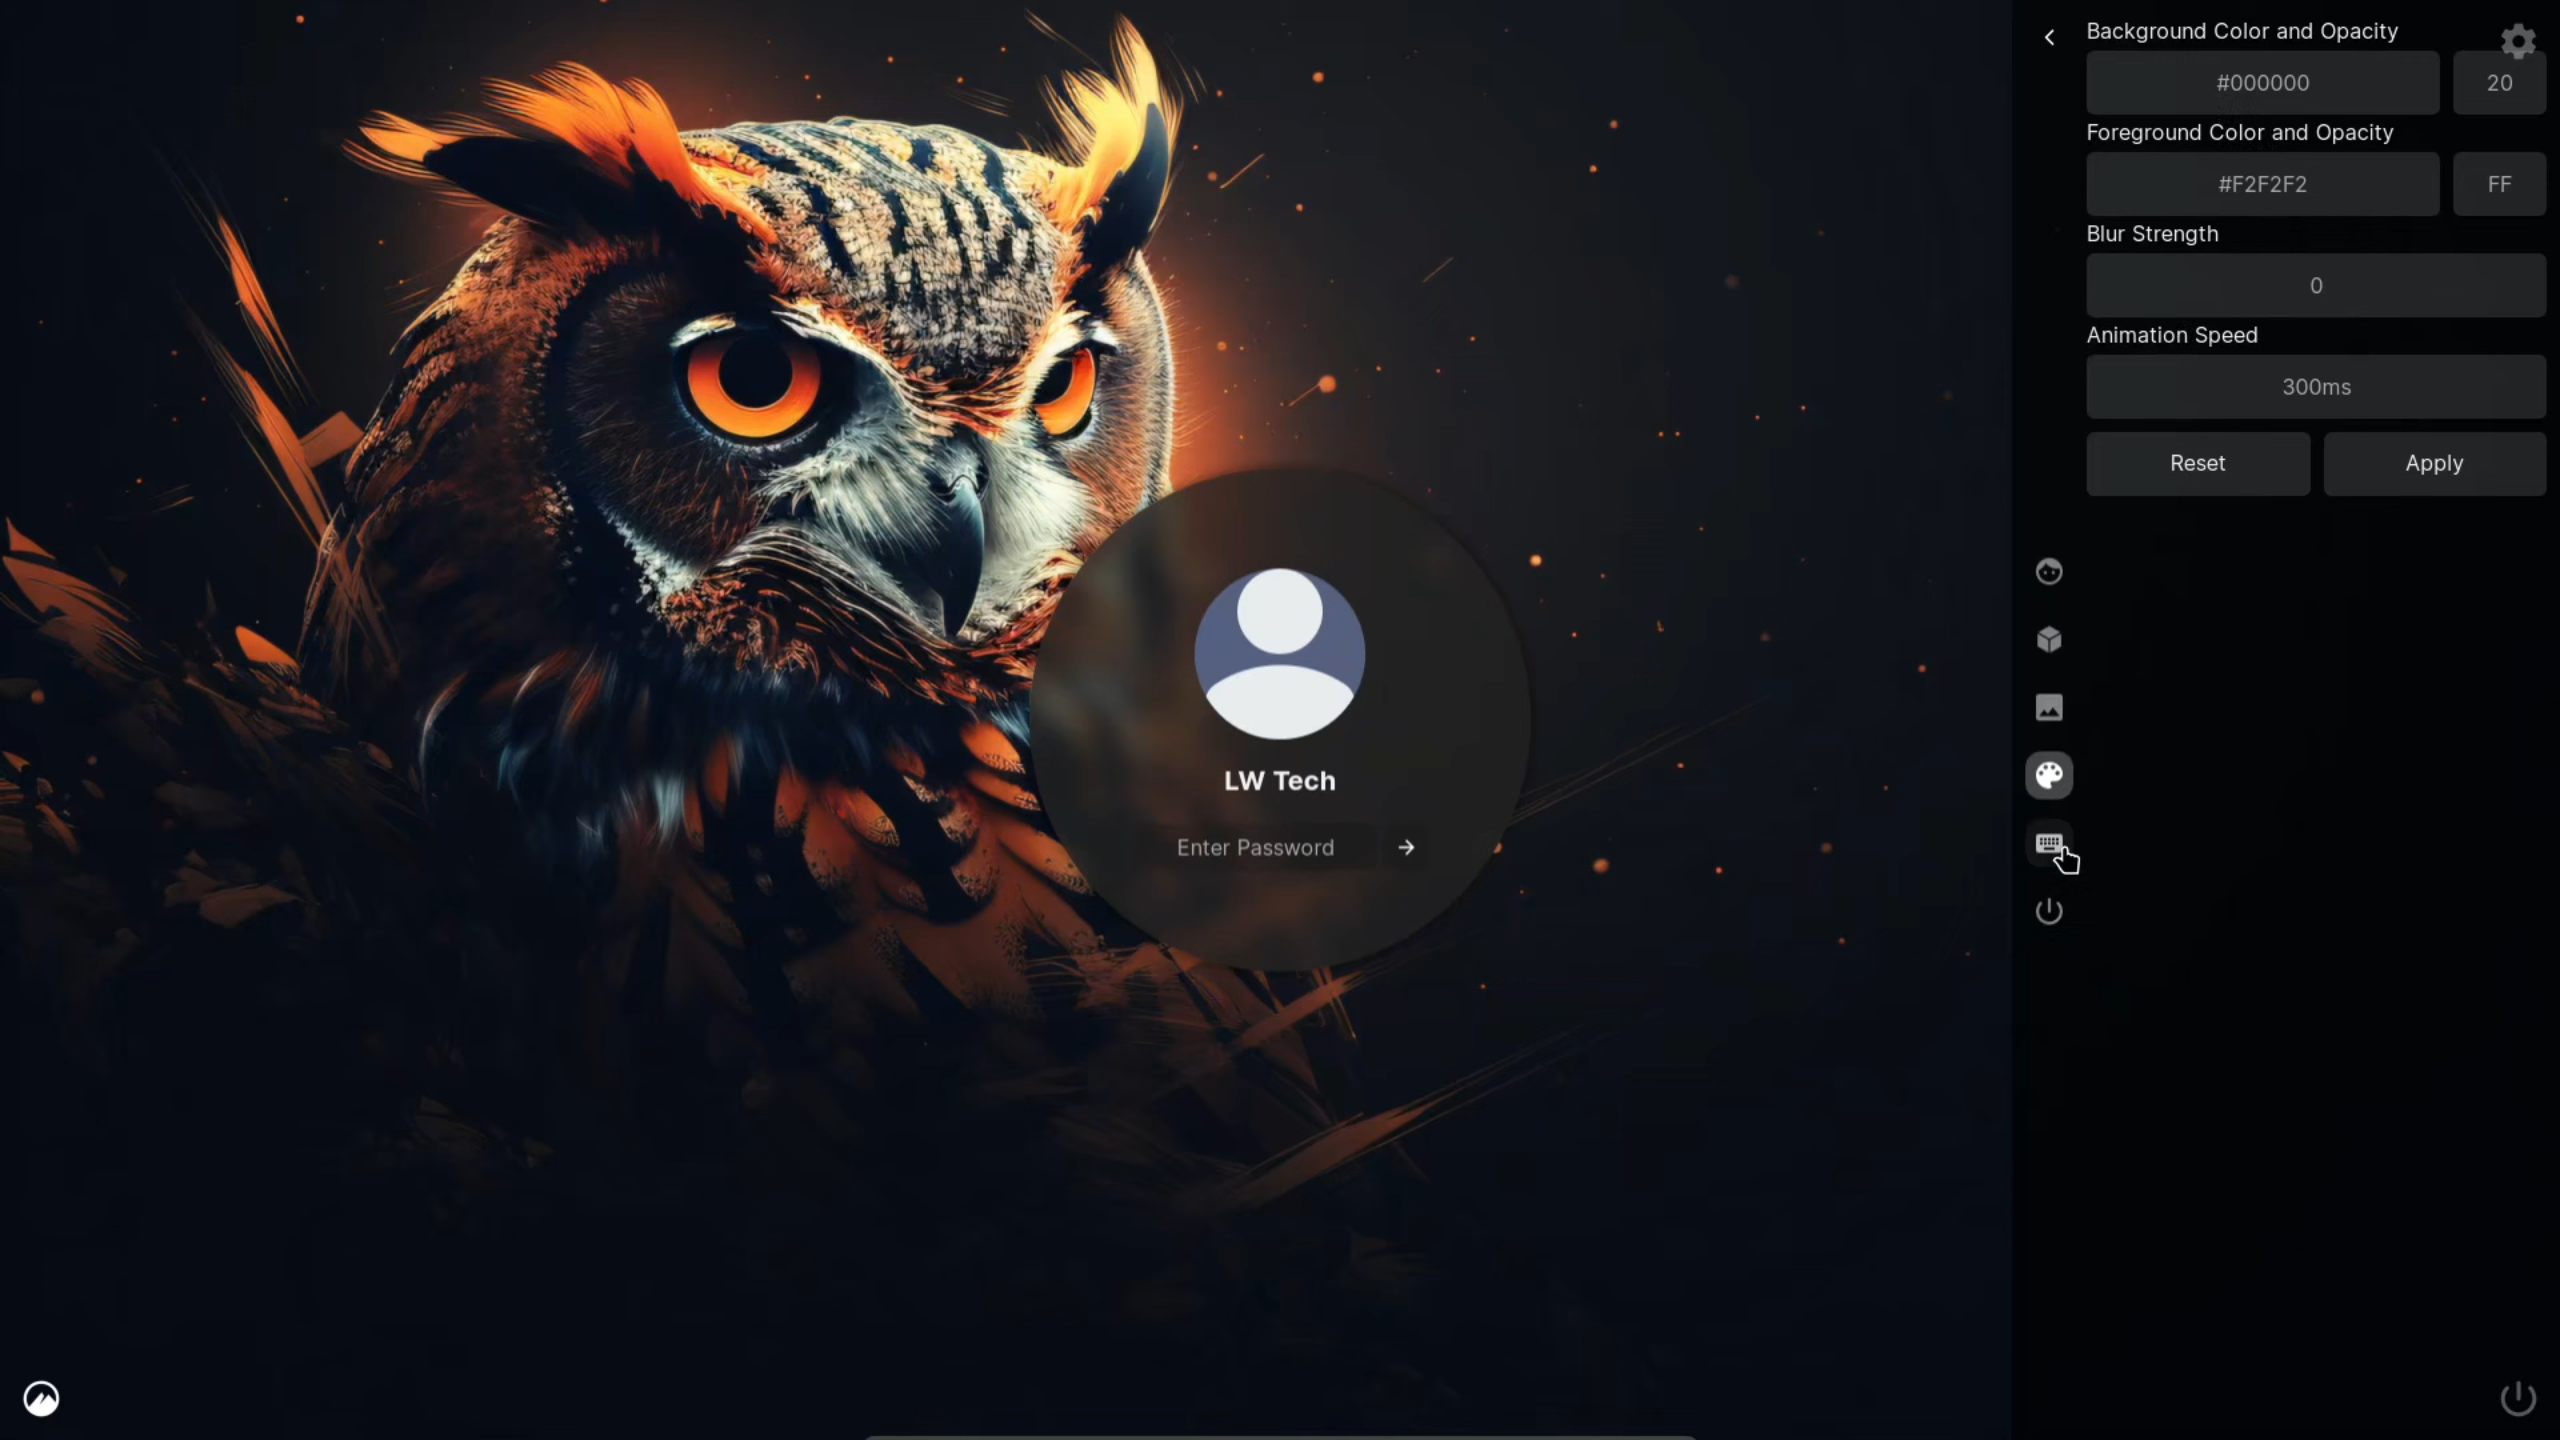 Background Color and Opacity
#000000 20
Foreground Color and Opacity
#F2F2F2 FF
Blur Strength
0
Animation Speed
300ms
Reset Apply
LW Tech
Enter Password